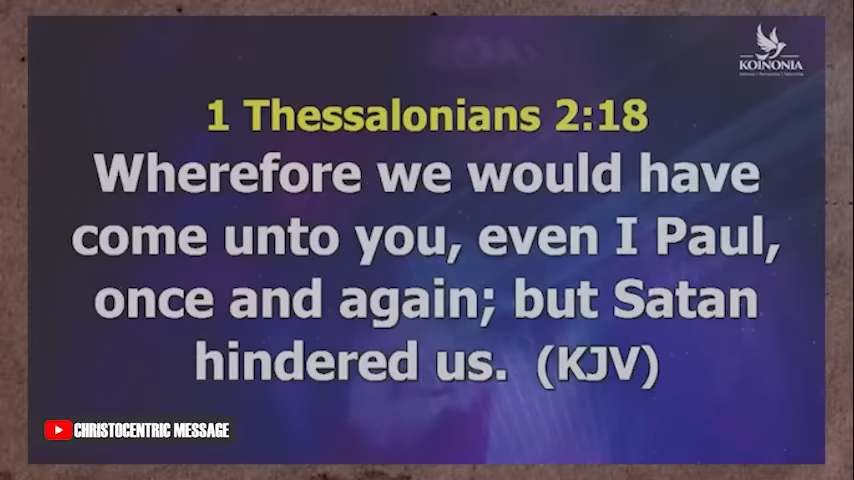 KOINONIA
1 Thessalonians 2:18
Wherefore we would have
come unto you, even I Paul,
once and again; but Satan
hindered us. (KJV)
CHRISTOCENTRIC MESSAGE